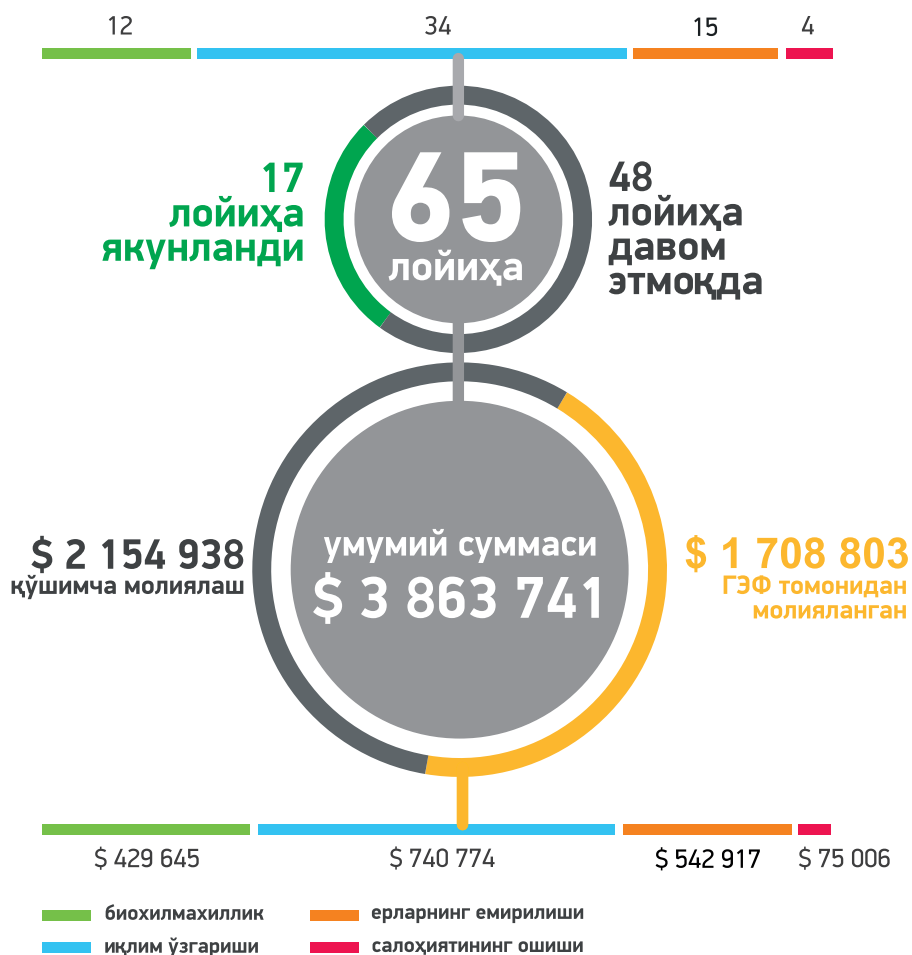 12
34
15
4
17
лойиҳа
якунланди
65
лойиҳа
48
лойиҳа
давом
этмоқда
$ 2 154 938
қўшимча молиялаш
умумий суммаси
$ 3 863 741
$ 1 708 803
ГЭФ томонидан
молияланган
$ 429 645
$ 740 774
$ 542 917
$ 75 006
биохилмахиллик
ерларнинг емирилиши
иқлим ўзгариши
салоҳиятининг ошиши